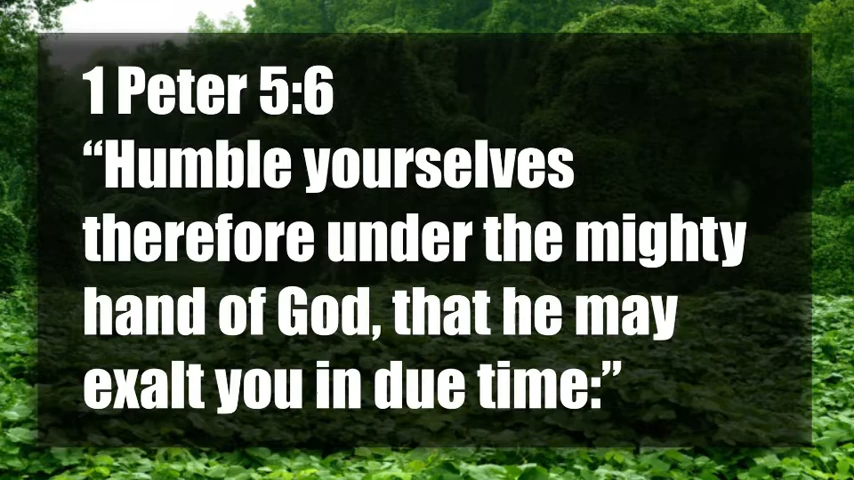 1 Peter 5:6
“Humble yourselves
therefore under the mighty
hand of God, that he may
exalt you in due time:”